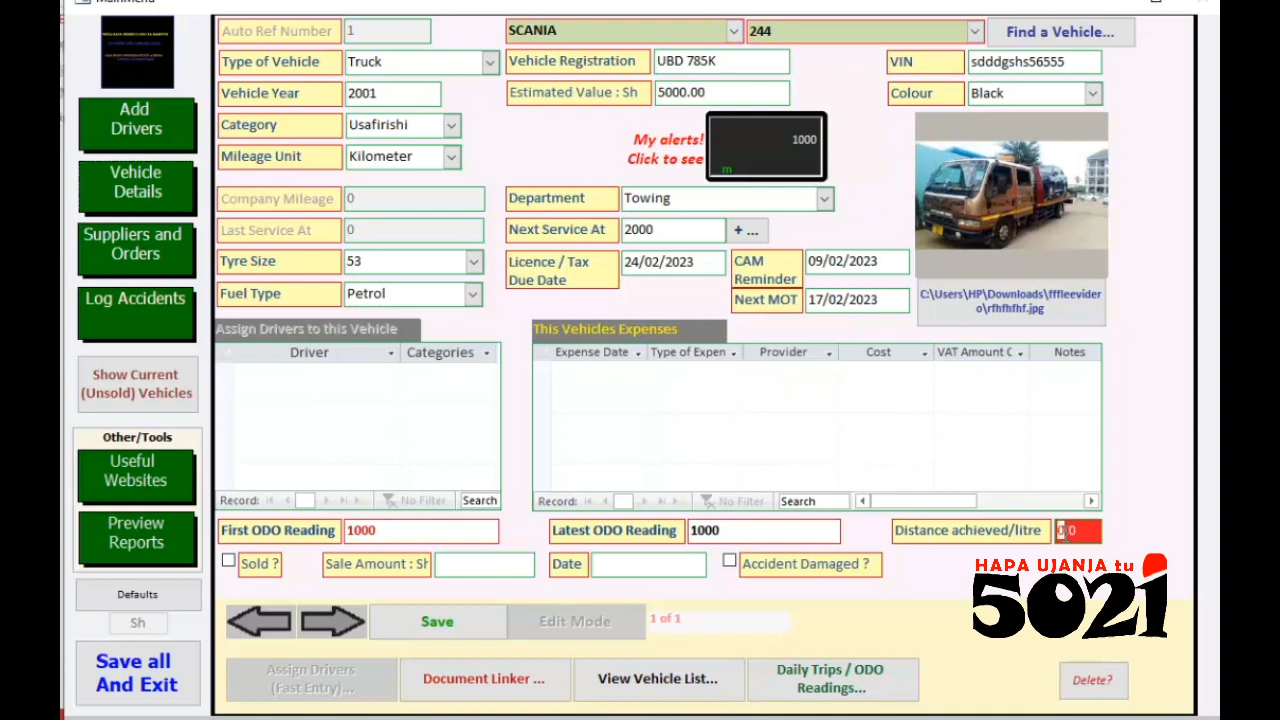 MainMenu
Auto Ref Number 1 SCANIA 244 Find a Vehicle...
Type of Vehicle Truck Vehicle Registration UBD 785K VIN sdddgshs56555
Vehicle Year 2001 Estimated Value : Sh 5000.00 Colour Black
Category Usafirishi
Mileage Unit Kilometer
My alerts!
Click to see
1000
m
Company Mileage 0 Department Towing
Last Service At 0 Next Service At 2000 + ...
Tyre Size 53 Licence / Tax
Due Date 24/02/2023 CAM
Reminder 09/02/2023
Fuel Type Petrol Next MOT 17/02/2023
C:\Users\HP\Downloads\fffleevider
o\rfhfhfhf.jpg
Add
Drivers
Vehicle
Details
Suppliers and
Orders
Log Accidents
Show Current
(Unsold) Vehicles
Other/Tools
Useful
Websites
Preview
Reports
Defaults
Sh
Save all
And Exit
Assign Drivers to this Vehicle
Driver Categories
Record: No Filter Search
This Vehicles Expenses
Expense Date Type of Expen Provider Cost VAT Amount C Notes
Record: No Filter Search
First ODO Reading 1000 Latest ODO Reading 1000 Distance achieved/litre
Sold ? Sale Amount : Sh Date Accident Damaged ?
HAPA UJANJA tu
5021
Save Edit Mode 1 of 1
Assign Drivers
(Fast Entry)...
Document Linker ...
View Vehicle List...
Daily Trips / ODO
Readings...
Delete?